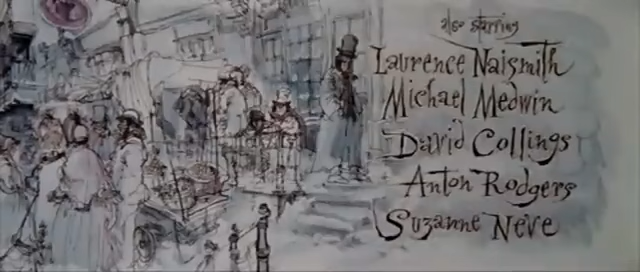 also starring
Laurence Naismith
Michael Medwin
David Collings
Anton Rodgers
Suzanne Neve